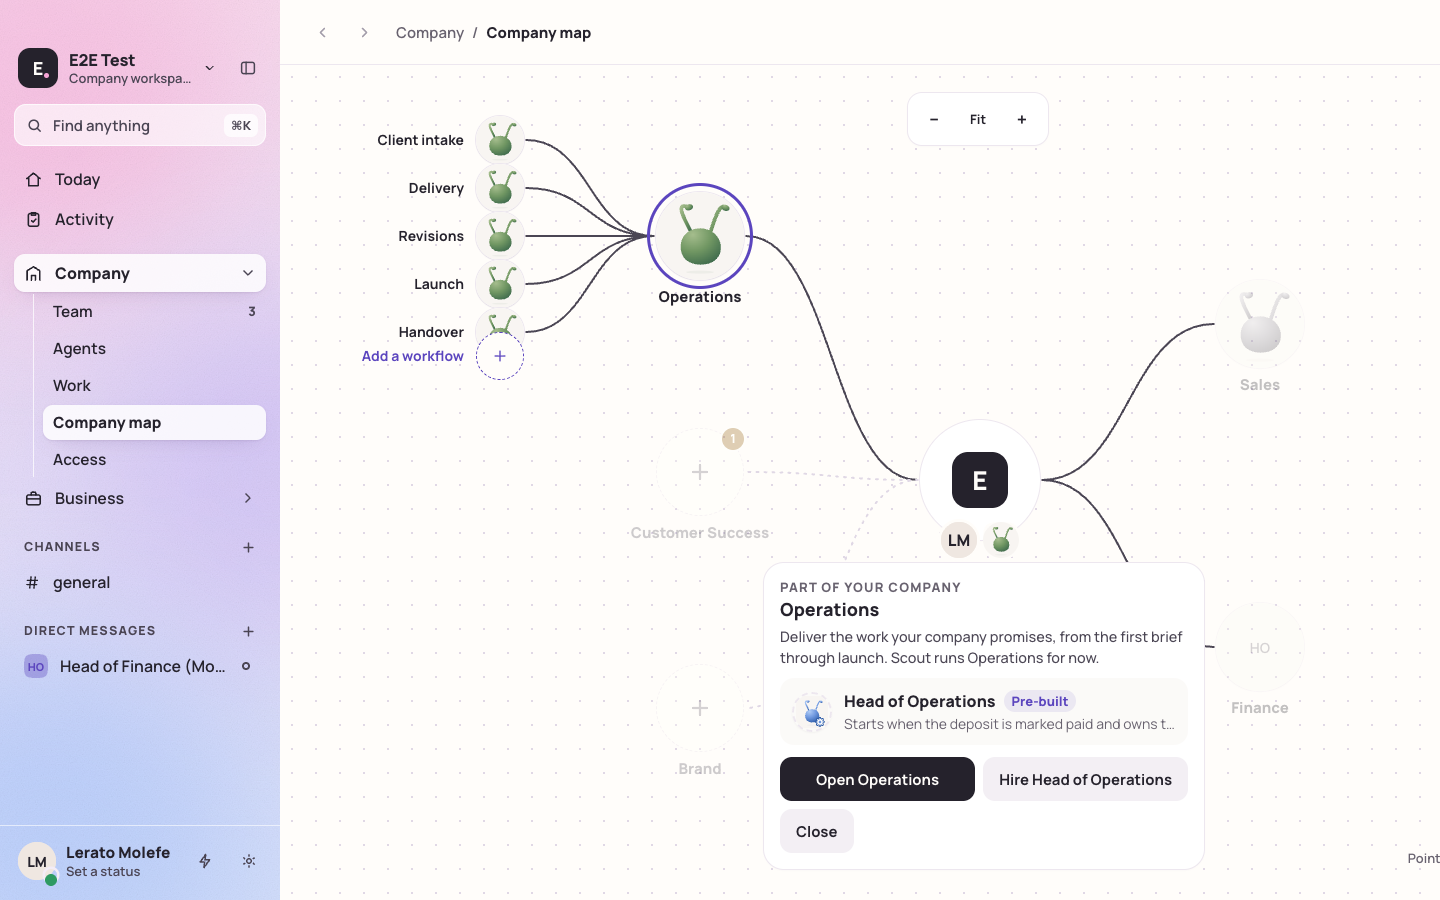 E.
E2E Test
Company workspa...
Find anything
⌘K
Today
Activity
Company
Team
3
Agents
Work
Company map
Access
Business
CHANNELS
# general
DIRECT MESSAGES
HO
Head of Finance (Mo...
LM
Lerato Molefe
Set a status
Company / Company map
− Fit +
Client intake
Delivery
Revisions
Launch
Handover
Add a workflow
Operations
Sales
1
Customer Success
E
LM
Brand
HO
Finance
PART OF YOUR COMPANY
Operations
Deliver the work your company promises, from the first brief
through launch. Scout runs Operations for now.
Head of Operations
Pre-built
Starts when the deposit is marked paid and owns t...
Open Operations
Hire Head of Operations
Close
Point